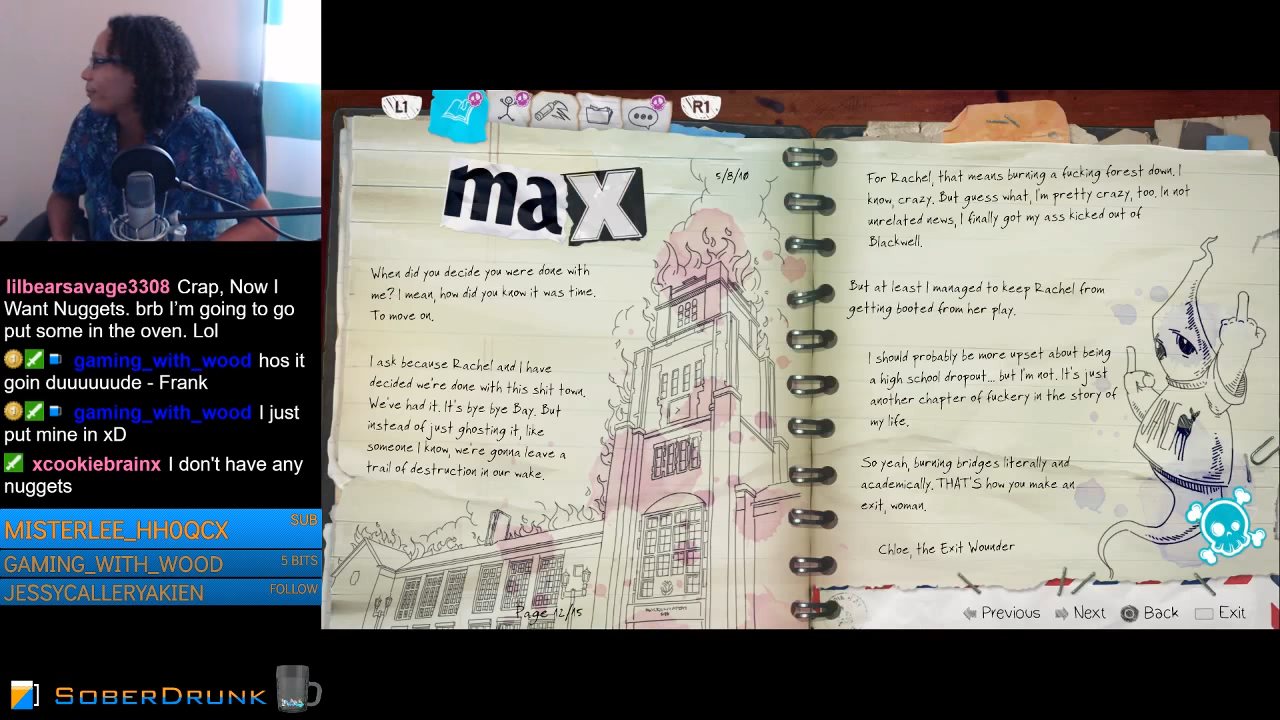 lilbearsavage3308 Crap, Now I
Want Nuggets. brb I'm going to go
put some in the oven. Lol
gaming_with_wood hos it
goin duuuuuude - Frank
gaming_with_wood I just
put mine in xD
xcookiebrainx I don't have any
nuggets
MISTERLEE_HH0QCX SUB
GAMING_WITH_WOOD 5 BITS
JESSYCALLERYAKIEN FOLLOW
SOBERDRUNK
L1
R1
max
5/8/10
When did you decide you were done with
me? I mean, how did you know it was time.
To move on.
I ask because Rachel and I have
decided we're done with this shit town.
We've had it. It's bye bye Bay. But
instead of just ghosting it, like
someone I know, we're gonna leave a
trail of destruction in our wake.
Page 12/15
For Rachel, that means burning a fucking forest down. I
know, crazy. But guess what, I'm pretty crazy, too. In not
unrelated news, I finally got my ass kicked out of
Blackwell.
But at least I managed to keep Rachel from
getting booted from her play.
I should probably be more upset about being
a high school dropout... but I'm not. It's just
another chapter of fuckery in the story of
my life.
So yeah, burning bridges literally and
academically. THAT'S how you make an
exit, woman.
Chloe, the Exit Wounder
Previous Next Back Exit